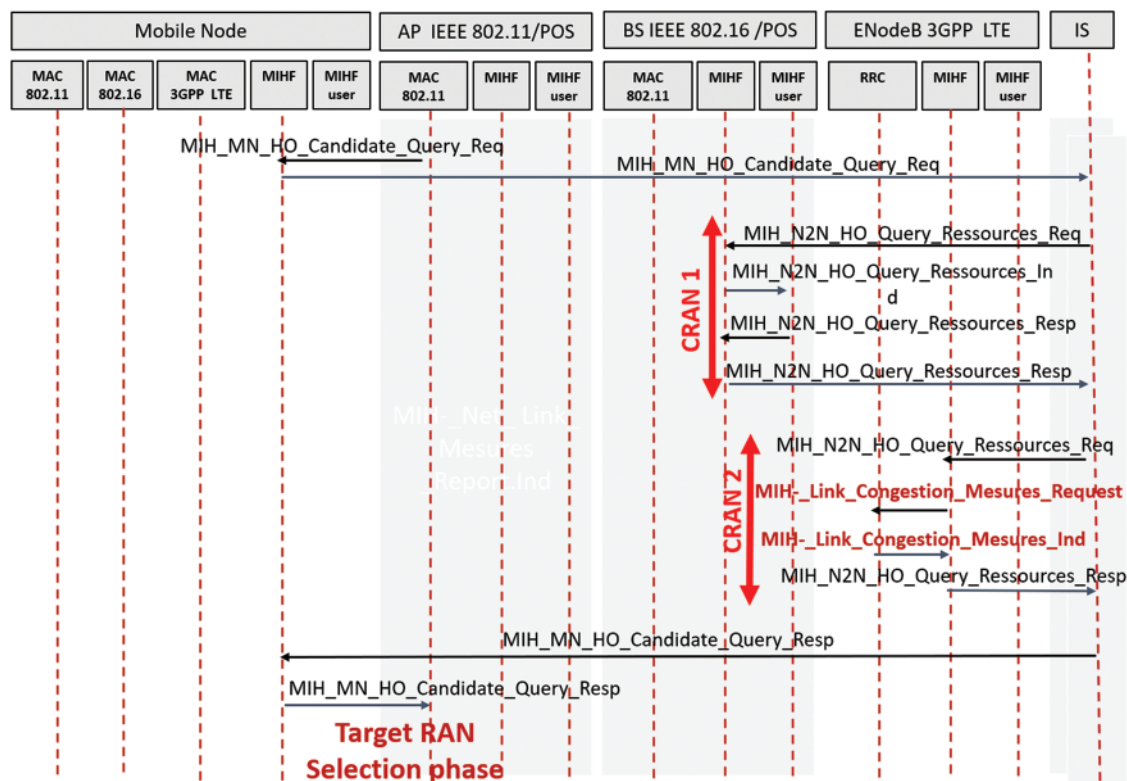 Mobile Node
AP IEEE 802.11/POS
BS IEEE 802.16 /POS
ENodeB 3GPP LTE
IS
MAC
802.11
MAC
802.16
MAC
3GPP LTE
MIHF
MIHF
user
MAC
802.11
MIHF
MIHF
user
MAC
802.11
MIHF
MIHF
user
RRC
MIHF
MIHF
user
MIH_MN_HO_Candidate_Query_Req
MIH_MN_HO_Candidate_Query_Req
CRAN 1
MIH_N2N_HO_Query_Ressources_Req
MIH_N2N_HO_Query_Ressources_In
d
MIH_N2N_HO_Query_Ressources_Resp
MIH_N2N_HO_Query_Ressources_Resp
MIH-_Net_ Link_
Mesures
_Report.Ind
CRAN 2
MIH_N2N_HO_Query_Ressources_Req
MIH-_Link_Congestion_Mesures_Request
MIH-_Link_Congestion_Mesures_Ind
MIH_N2N_HO_Query_Ressources_Resp
MIH_MN_HO_Candidate_Query_Resp
MIH_MN_HO_Candidate_Query_Resp
Target RAN
Selection phase